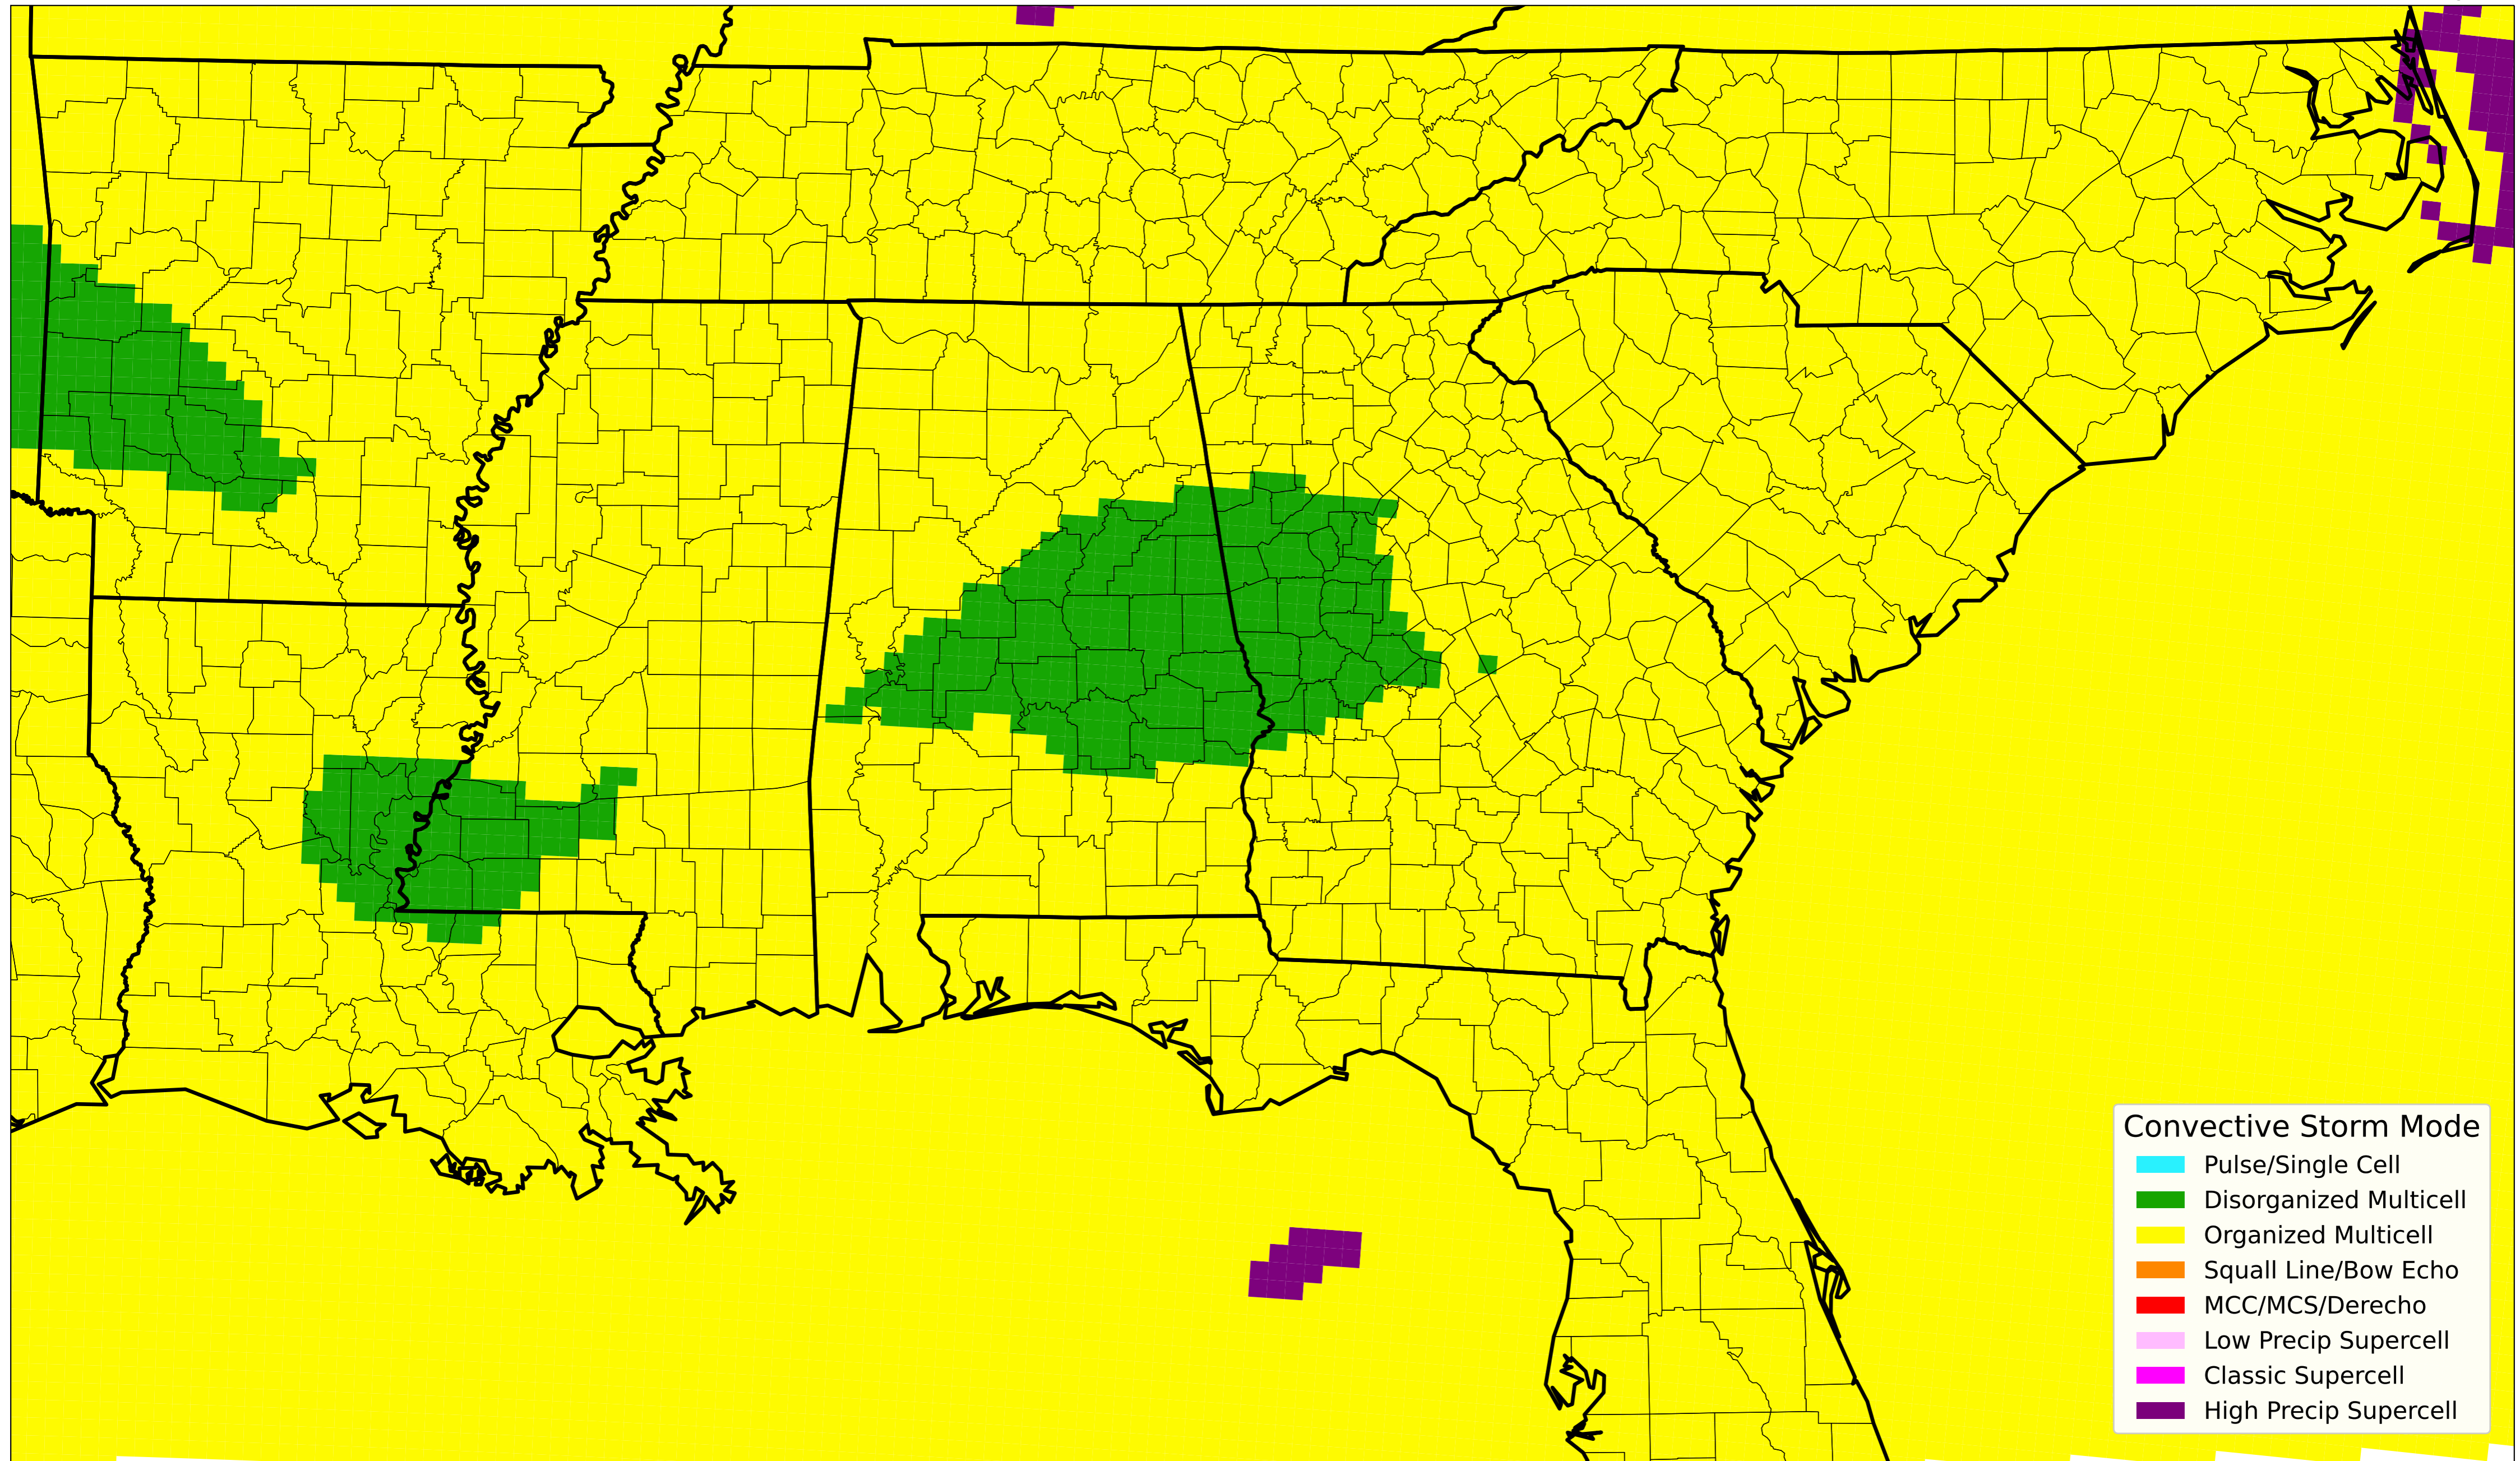 Convective Storm Mode
Pulse/Single Cell
Disorganized Multicell
Organized Multicell
Squall Line/Bow Echo
MCC/MCS/Derecho
Low Precip Supercell
Classic Supercell
High Precip Supercell